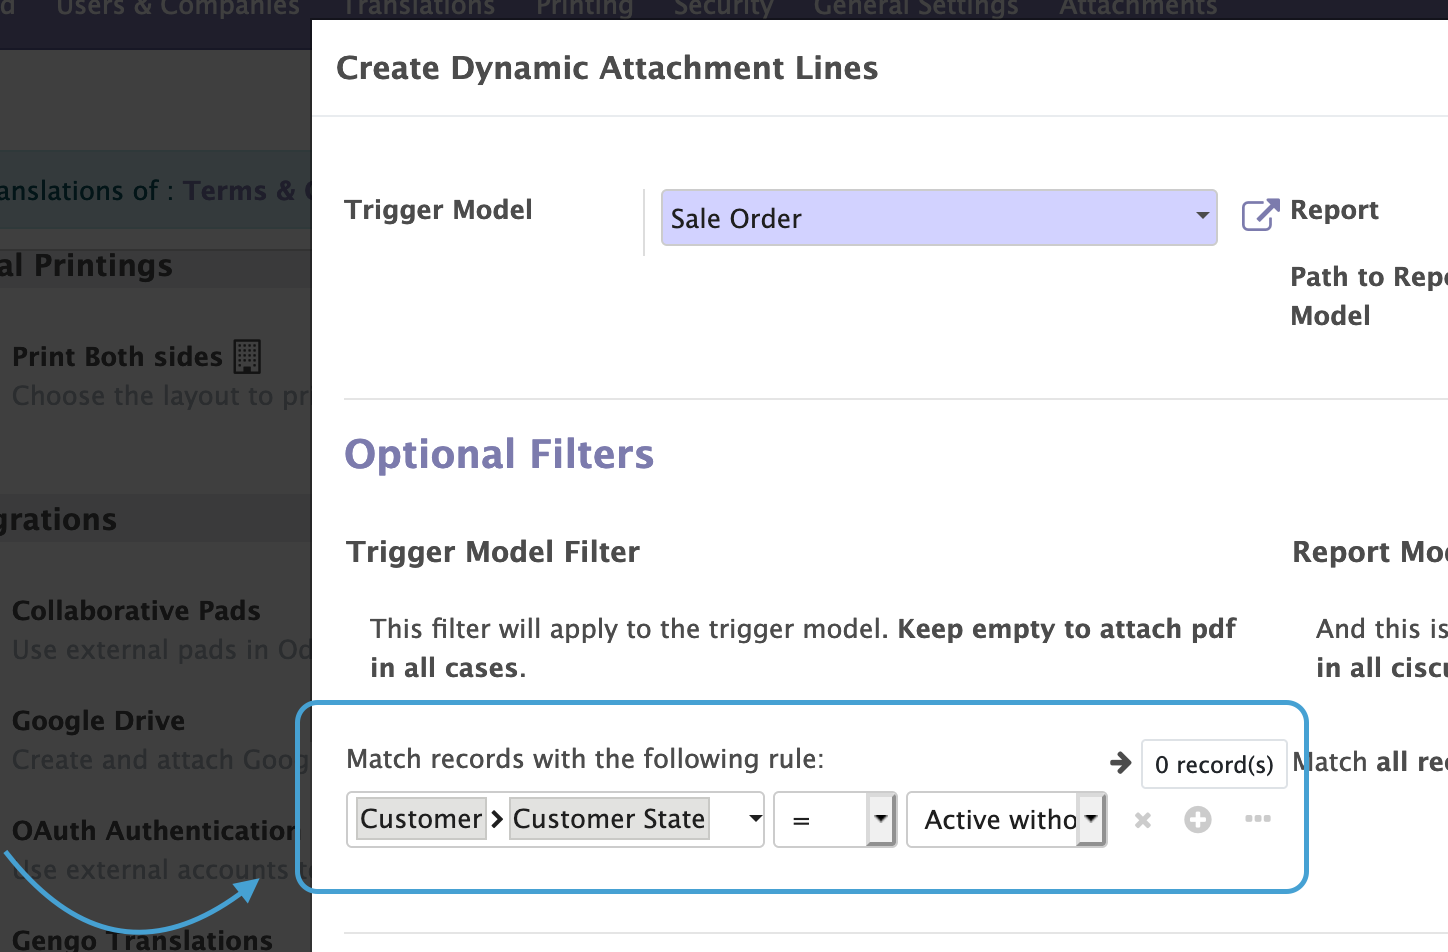 d Users & Companies Translations Printing Security General Settings Attachments
Create Dynamic Attachment Lines
anslations of : Terms & C
Trigger Model
Sale Order
Report
Path to Repo
Model
al Printings
Print Both sides
Choose the layout to pr
Optional Filters
grations
Trigger Model Filter
Report Mod
Collaborative Pads
Use external pads in Od
This filter will apply to the trigger model. Keep empty to attach pdf
in all cases.
And this is
in all ciscu
Google Drive
Create and attach Goog
Match records with the following rule:
0 record(s)
Match all rec
Customer Customer State
=
Active witho
OAuth Authentication
Use external accounts to
Gengo Translations